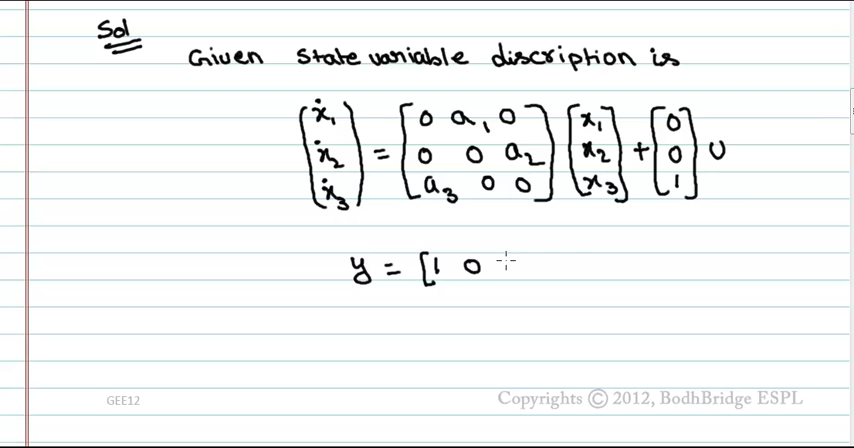 Sol
Given State variable discription is
[ẋ₁ ẋ₂ ẋ₃] = [0 a₁ 0; 0 0 a₂; a₃ 0 0] [x₁ x₂ x₃] + [0 0 1] U
y = [1 0
GEE12
Copyrights © 2012, BodhBridge ESPL